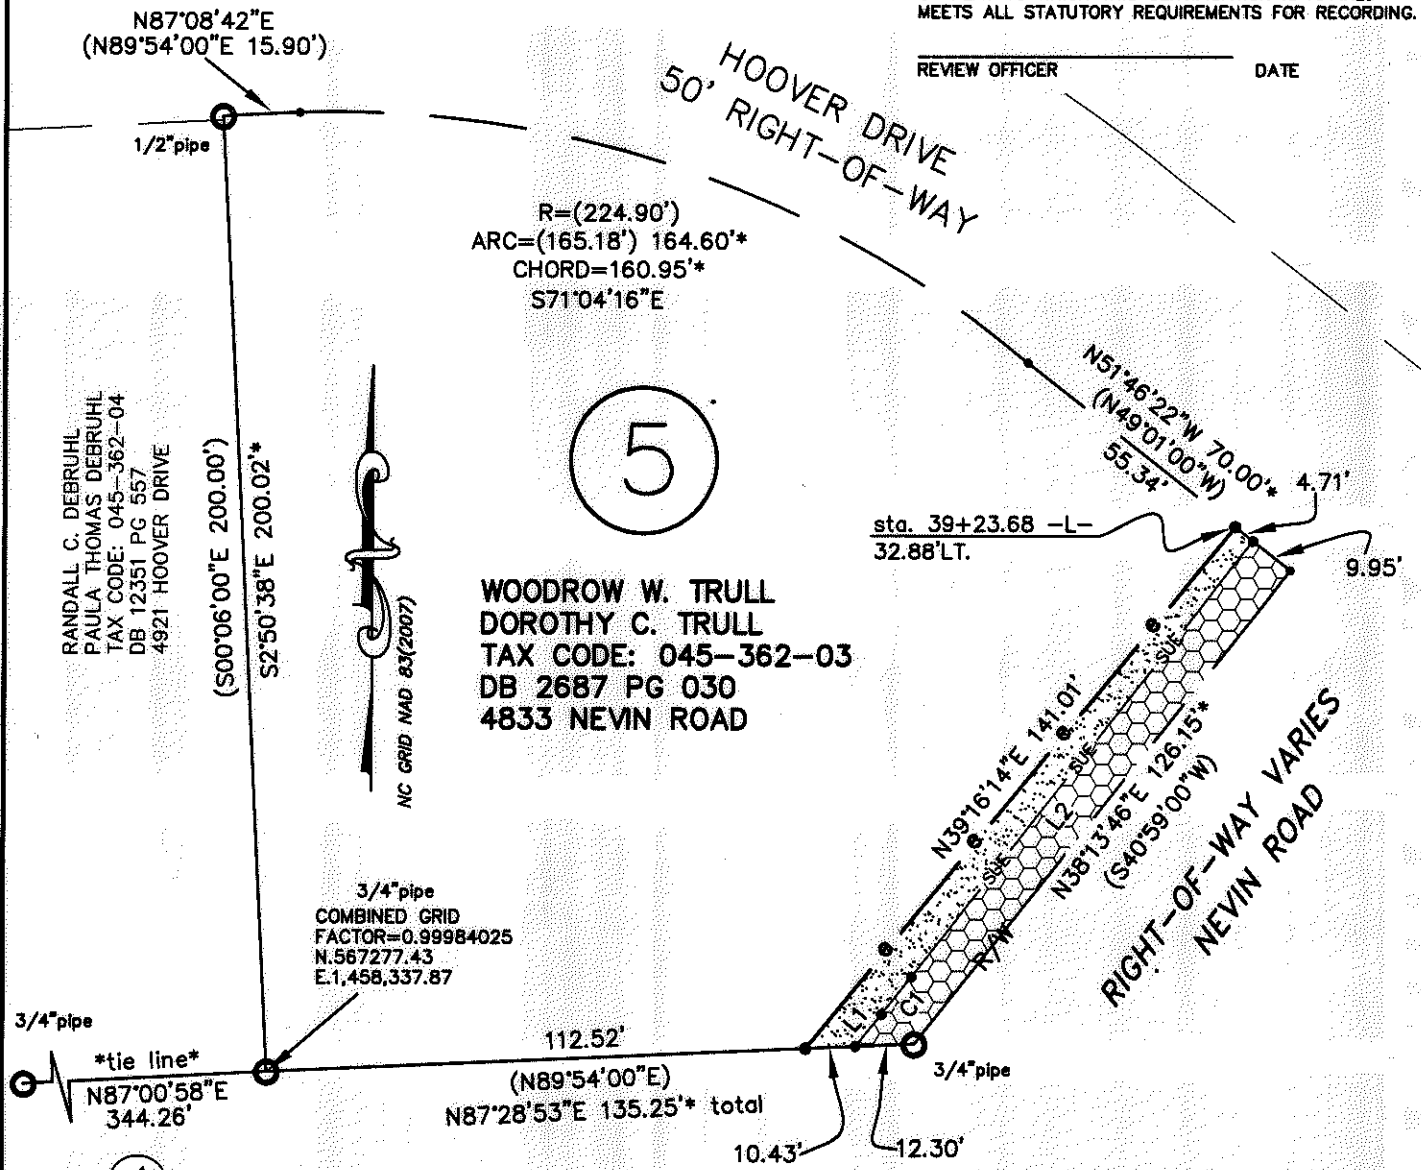 MEETS ALL STATUTORY REQUIREMENTS FOR RECORDING.
REVIEW OFFICER
DATE
N87°08'42"E
(N89°54'00"E 15.90')
1/2"pipe
HOOVER DRIVE
50' RIGHT-OF-WAY
R=(224.90')
ARC=(165.18') 164.60'*
CHORD=160.95'*
S71°04'16"E
N51°46'22"W 70.00'*
(N49°01'00"W)
55.34'
4.71'
9.95'
sta. 39+23.68 -L-
32.88'LT.
5
RANDALL C. DEBRUHL
PAULA THOMAS DEBRUHL
TAX CODE: 045-362-04
DB 12351 PG 557
4921 HOOVER DRIVE
(S00°06'00"E 200.00')
S2°50'38"E 200.02'*
NC GRID NAD 83(2007)
WOODROW W. TRULL
DOROTHY C. TRULL
TAX CODE: 045-362-03
DB 2687 PG 030
4833 NEVIN ROAD
N39°16'14"E 141.01'
SUE
SUE
SUE
L2
N38°13'46"E 126.15'*
(S40°59'00"W)
R/W
L1
C1
RIGHT-OF-WAY VARIES
NEVIN ROAD
3/4"pipe
COMBINED GRID
FACTOR=0.99984025
N.567277.43
E.1,458,337.87
3/4"pipe
*tie line*
N87°00'58"E
344.26'
112.52'
(N89°54'00"E)
N87°28'53"E 135.25'* total
3/4"pipe
10.43'
12.30'